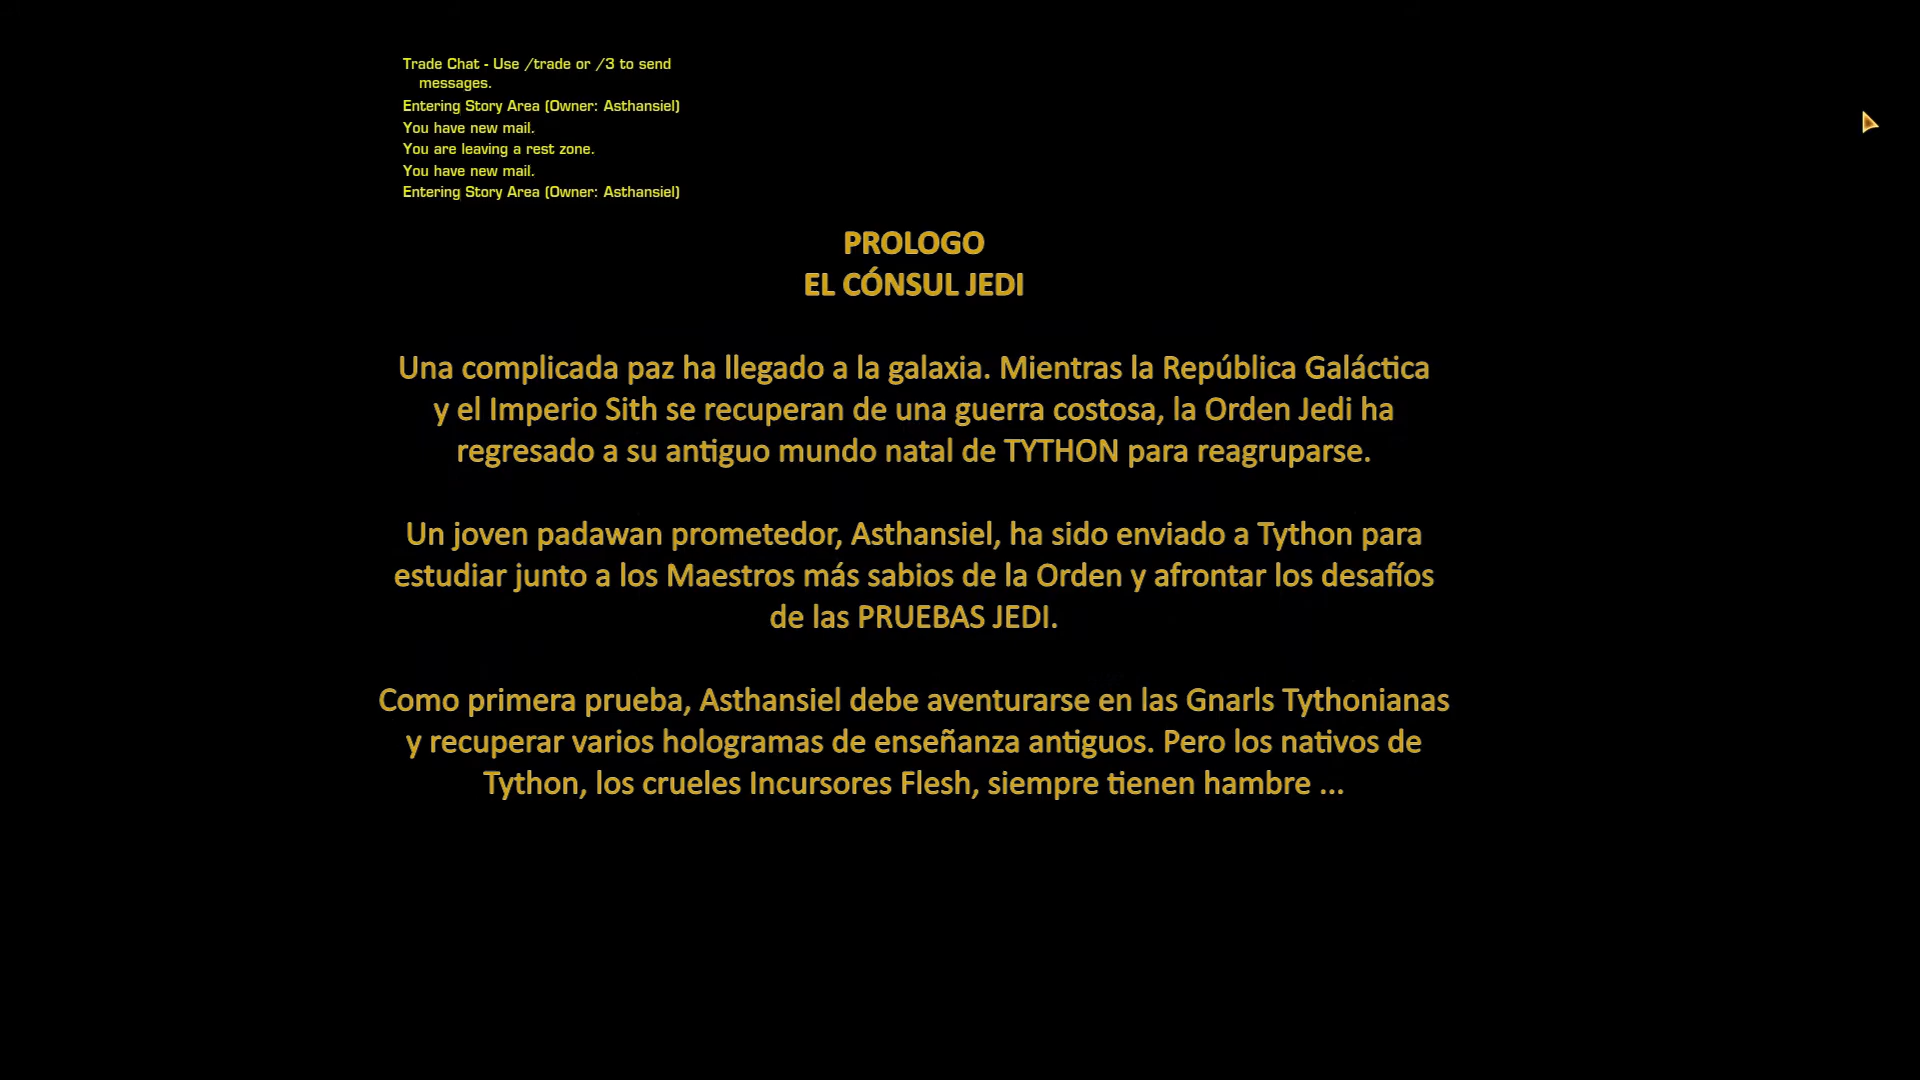 Trade Chat - Use /trade or /3 to send
messages.
Entering Story Area (Owner: Asthansiel)
You have new mail.
You are leaving a rest zone.
You have new mail.
Entering Story Area (Owner: Asthansiel)
PROLOGO
EL CÓNSUL JEDI
Una complicada paz ha llegado a la galaxia. Mientras la República Galáctica
y el Imperio Sith se recuperan de una guerra costosa, la Orden Jedi ha
regresado a su antiguo mundo natal de TYTHON para reagruparse.
Un joven padawan prometedor, Asthansiel, ha sido enviado a Tython para
estudiar junto a los Maestros más sabios de la Orden y afrontar los desafíos
de las PRUEBAS JEDI.
Como primera prueba, Asthansiel debe aventurarse en las Gnarls Tythonianas
y recuperar varios hologramas de enseñanza antiguos. Pero los nativos de
Tython, los crueles Incursores Flesh, siempre tienen hambre ...